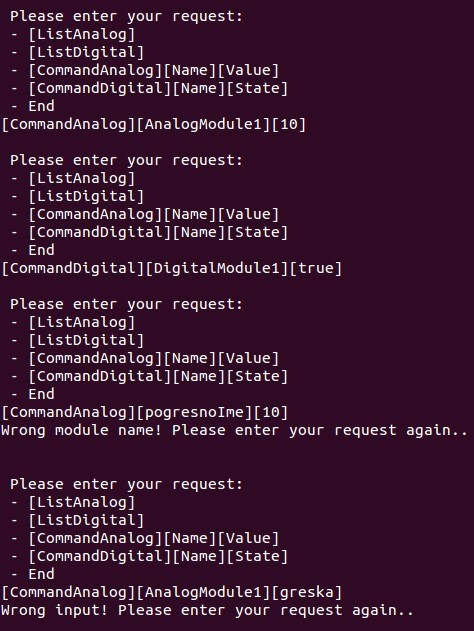 Please enter your request:
- [ListAnalog]
- [ListDigital]
- [CommandAnalog][Name][Value]
- [CommandDigital][Name][State]
- End
[CommandAnalog][AnalogModule1][10]
Please enter your request:
- [ListAnalog]
- [ListDigital]
- [CommandAnalog][Name][Value]
- [CommandDigital][Name][State]
- End
[CommandDigital][DigitalModule1][true]
Please enter your request:
- [ListAnalog]
- [ListDigital]
- [CommandAnalog][Name][Value]
- [CommandDigital][Name][State]
- End
[CommandAnalog][pogresnoIme][10]
Wrong module name! Please enter your request again..
Please enter your request:
- [ListAnalog]
- [ListDigital]
- [CommandAnalog][Name][Value]
- [CommandDigital][Name][State]
- End
[CommandAnalog][AnalogModule1][greska]
Wrong input! Please enter your request again..